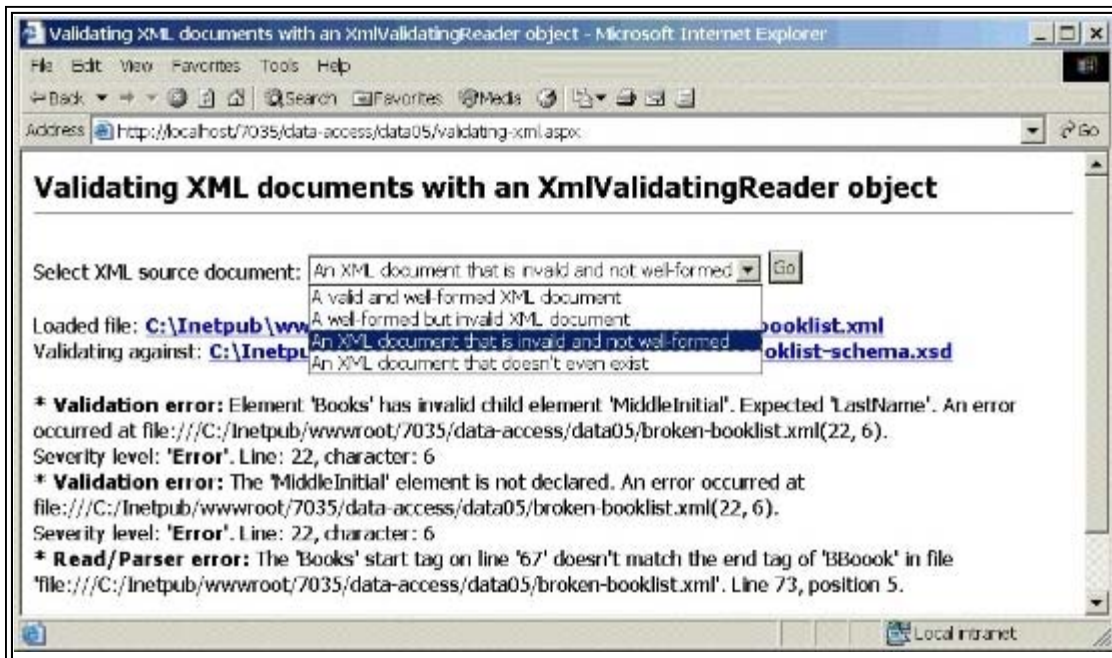 Validating XML documents with an XmlValidatingReader object - Microsoft Internet Explorer
File Edit View Favorites Tools Help
Back Search Favorites Media
Address http://localhost/7035/data-access/data05/validating-xml.aspx Go
Validating XML documents with an XmlValidatingReader object
Select XML source document: An XML document that is invalid and not well-formed Go
A valid and well-formed XML document
Loaded file: C:\Inetpub\ww A well-formed but invalid XML document booklist.xml
An XML document that is invalid and not well-formed
Validating against: C:\Inetpu oklist-schema.xsd
An XML document that doesn't even exist
* Validation error: Element 'Books' has invalid child element 'MiddleInitial'. Expected 'LastName'. An error
occurred at file:///C:/Inetpub/wwwroot/7035/data-access/data05/broken-booklist.xml(22, 6).
Severity level: 'Error'. Line: 22, character: 6
* Validation error: The 'MiddleInitial' element is not declared. An error occurred at
file:///C:/Inetpub/wwwroot/7035/data-access/data05/broken-booklist.xml(22, 6).
Severity level: 'Error'. Line: 22, character: 6
* Read/Parser error: The 'Books' start tag on line '67' doesn't match the end tag of 'BBoook' in file
'file:///C:/Inetpub/wwwroot/7035/data-access/data05/broken-booklist.xml'. Line 73, position 5.
Local intranet